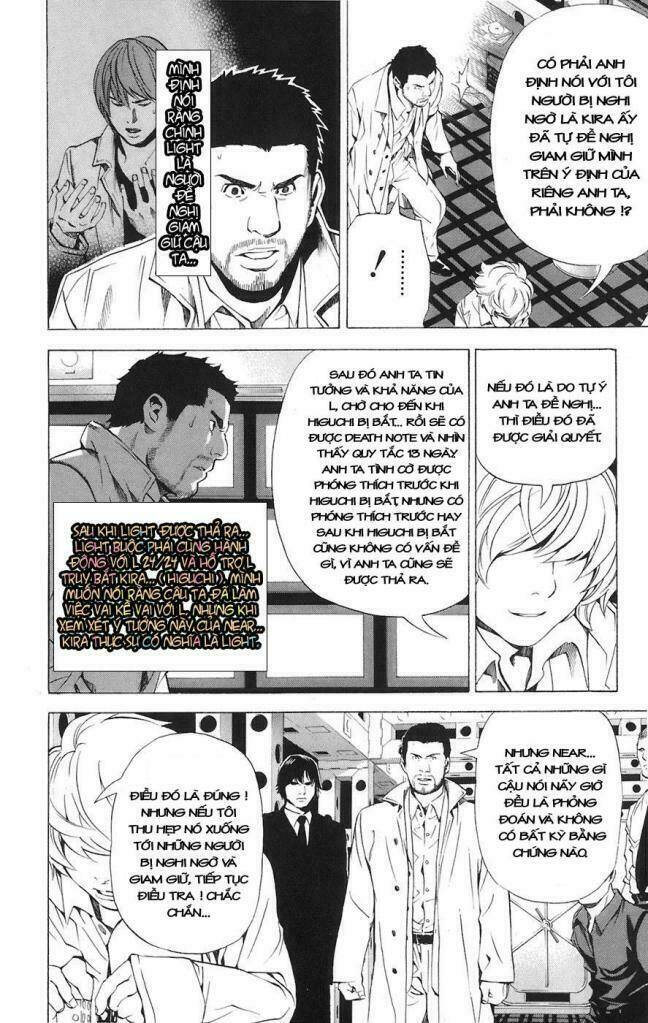 CÓ PHẢI ANH
ĐỊNH NÓI VỚI TÔI
NGƯỜI BỊ NGHI
NGỜ LÀ KIRA ẤY
ĐÃ TỰ ĐỀ NGHỊ
GIAM GIỮ MÌNH
TRÊN Ý ĐỊNH CỦA
RIÊNG ANH TA,
PHẢI KHÔNG !?
.....!
MÌNH
ĐỊNH
NÓI
RẰNG
CHÍNH
LIGHT
LÀ
NGƯỜI
ĐỀ
NGHỊ
GIAM
GIỮ CẬU
TA...
NẾU ĐÓ LÀ DO TỰ Ý
ANH TA ĐỀ NGHỊ...
THÌ ĐIỀU ĐÓ ĐÃ
ĐƯỢC GIẢI QUYẾT.
SAU ĐÓ ANH TA TIN
TƯỞNG VÀ KHẢ NĂNG CỦA
L, CHỜ CHO ĐẾN KHI
HIGUCHI BỊ BẮT... RỒI SẼ CÓ
ĐƯỢC DEATH NOTE VÀ NHÌN
THẤY QUY TẮC 13 NGÀY
ANH TA TÌNH CỜ ĐƯỢC
PHÓNG THÍCH TRƯỚC KHI
HIGUCHI BỊ BẮT, NHƯNG CÓ
PHÓNG THÍCH TRƯỚC HAY
SAU KHI HIGUCHI BỊ BẮT
CŨNG KHÔNG CÓ VẤN ĐỀ
GÌ, VÌ ANH TA CŨNG SẼ
ĐƯỢC THẢ RA.
SAU KHI LIGHT ĐƯỢC THẢ RA...
LIGHT BUỘC PHẢI CÙNG HÀNH
ĐỘNG VỚI L 24/24 VÀ HỖ TRỢ L
TRUY BẮT KIRA... ( HIGUCHI ). MÌNH
MUỐN NÓI RẰNG CẬU TA ĐÃ LÀM
VIỆC VAI KỀ VAI VỚI L. NHƯNG KHI
XEM XÉT Ý TƯỞNG NÀY CỦA NEAR...
KIRA THỰC SỰ CÓ NGHĨA LÀ LIGHT.
NHƯNG NEAR...
TẤT CẢ NHỮNG GÌ
CẬU NÓI NÃY GIỜ
ĐỀU LÀ PHỎNG
ĐOÁN VÀ KHÔNG
CÓ BẤT KỲ BẰNG
CHỨNG NÀO.
ĐIỀU ĐÓ LÀ ĐÚNG !
NHƯNG NẾU TÔI
THU HẸP NÓ XUỐNG
TỚI NHỮNG NGƯỜI
BỊ NGHI NGỜ VÀ
GIAM GIỮ, TIẾP TỤC
ĐIỀU TRA ! CHẮC
CHẮN...